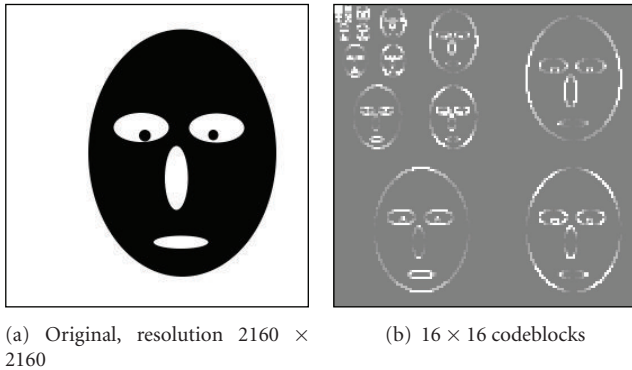 (a) Original, resolution 2160 ×
2160
(b) 16 × 16 codeblocks